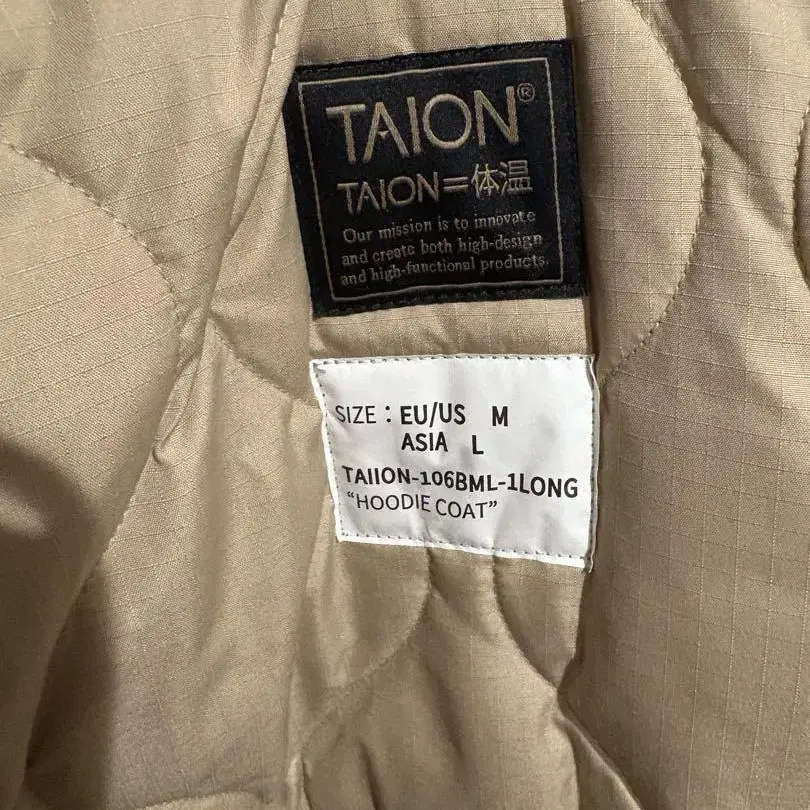 TAION®
TAION=体温
Our mission is to innovate
and create both high-design
and high-functional products.
SIZE : EU/US M
ASIA L
TAIION-106BML-1LONG
“HOODIE COAT”